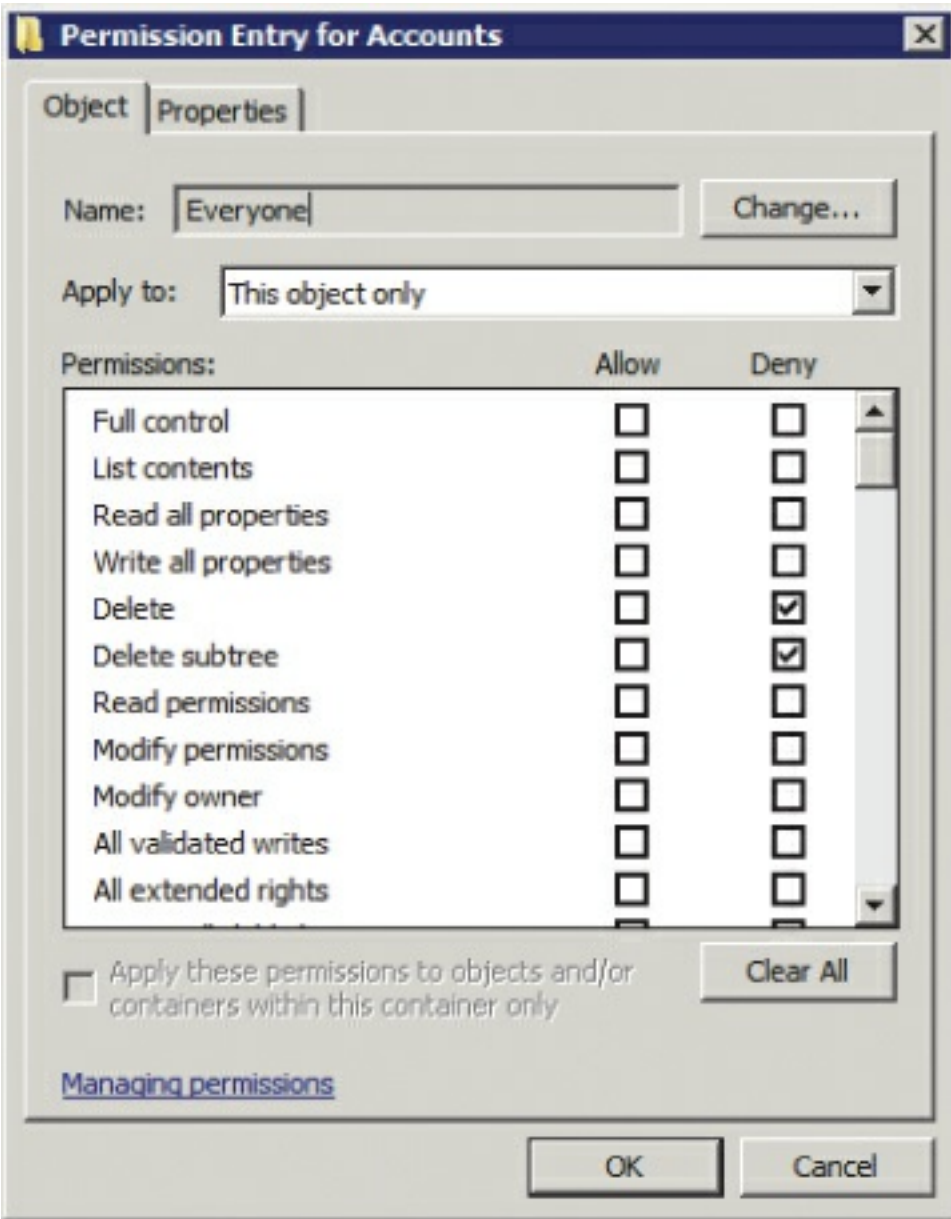 Permission Entry for Accounts
Object Properties
Name: Everyone Change...
Apply to: This object only
Permissions: Allow Deny
Full control
List contents
Read all properties
Write all properties
Delete
Delete subtree
Read permissions
Modify permissions
Modify owner
All validated writes
All extended rights
Apply these permissions to objects and/or
containers within this container only
Clear All
Managing permissions
OK Cancel